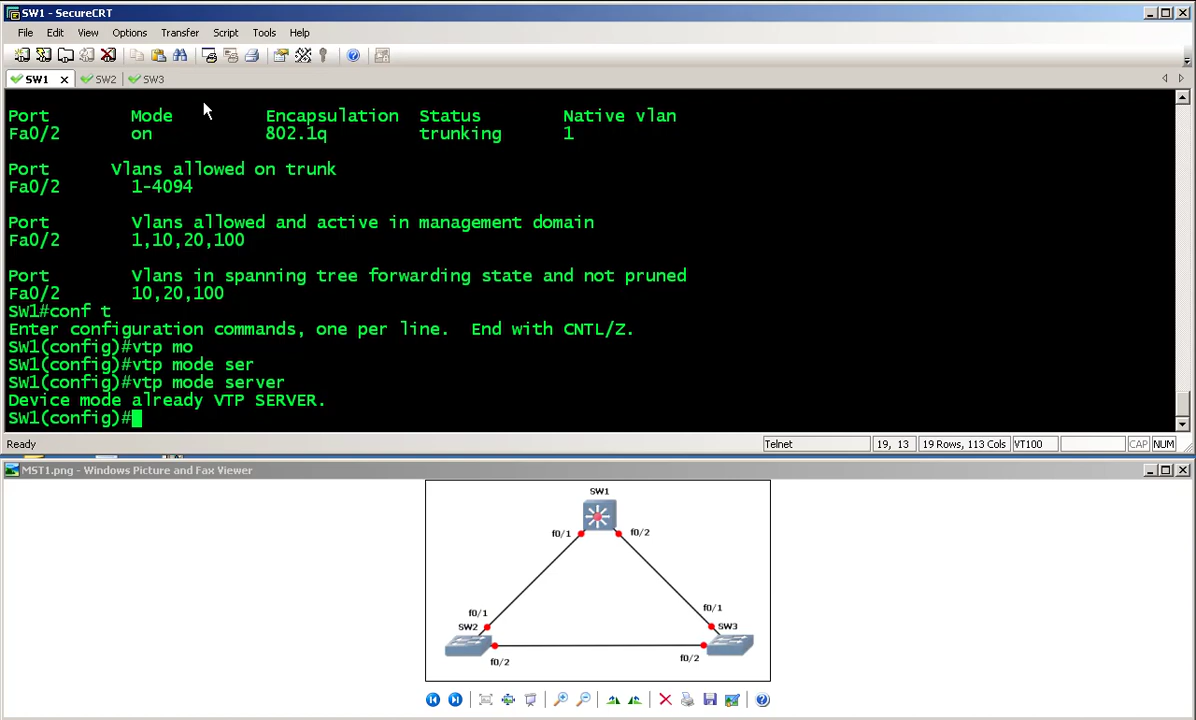 SW1 - SecureCRT
File Edit View Options Transfer Script Tools Help
SW1 SW2 SW3
Port Mode Encapsulation Status Native vlan
Fa0/2 on 802.1q trunking 1
Port Vlans allowed on trunk
Fa0/2 1-4094
Port Vlans allowed and active in management domain
Fa0/2 1,10,20,100
Port Vlans in spanning tree forwarding state and not pruned
Fa0/2 10,20,100
SW1#conf t
Enter configuration commands, one per line. End with CNTL/Z.
SW1(config)#vtp mo
SW1(config)#vtp mode ser
SW1(config)#vtp mode server
Device mode already VTP SERVER.
SW1(config)#
Ready Telnet 19, 13 19 Rows, 113 Cols VT100 CAP NUM
MST1.png - Windows Picture and Fax Viewer
SW1
f0/1 f0/2
f0/1 f0/1
SW2 SW3
f0/2 f0/2